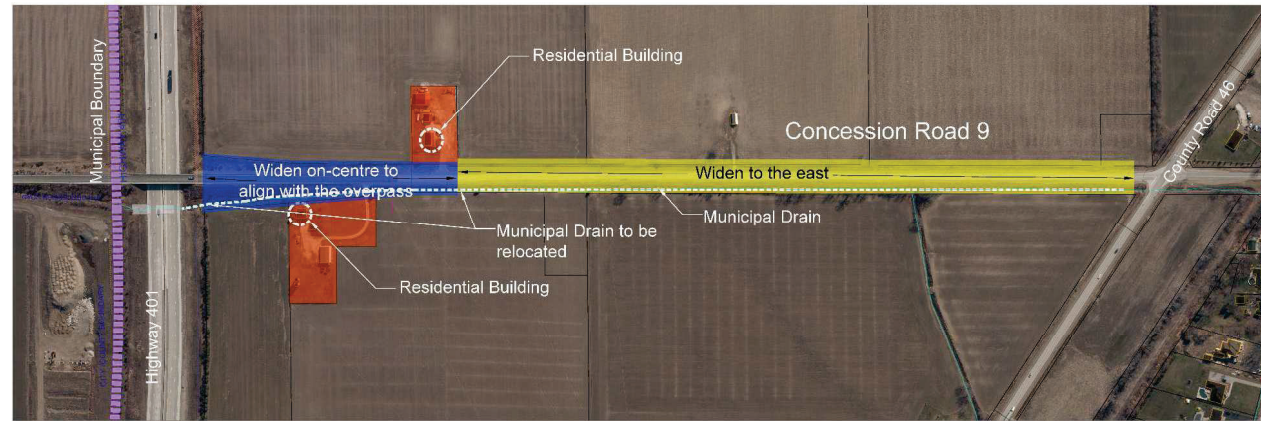 Municipal Boundary
Highway 401
Residential Building
Concession Road 9
County Road 46
Widen on-centre to
align with the overpass
Widen to the east
Municipal Drain
Municipal Drain to be
relocated
Residential Building